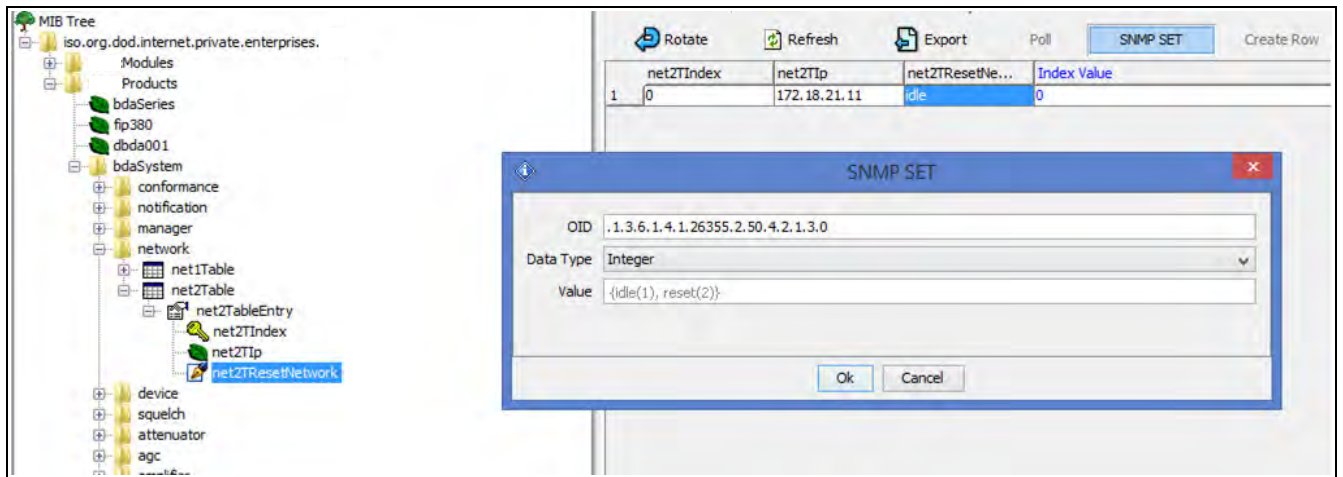 MIB Tree
iso.org.dod.internet.private.enterprises.
:Modules
Products
bdaSeries
fip380
dbda001
bdaSystem
conformance
notification
manager
network
net1Table
net2Table
net2TableEntry
net2TIndex
net2TIp
net2TResetNetwork
device
squelch
attenuator
agc
Rotate Refresh Export Poll SNMP SET Create Row
net2TIndex net2TIp net2TResetNe... Index Value
1 0 172.18.21.11 idle 0
SNMP SET
OID .1.3.6.1.4.1.26355.2.50.4.2.1.3.0
Data Type Integer
Value {idle(1), reset(2)}
Ok Cancel